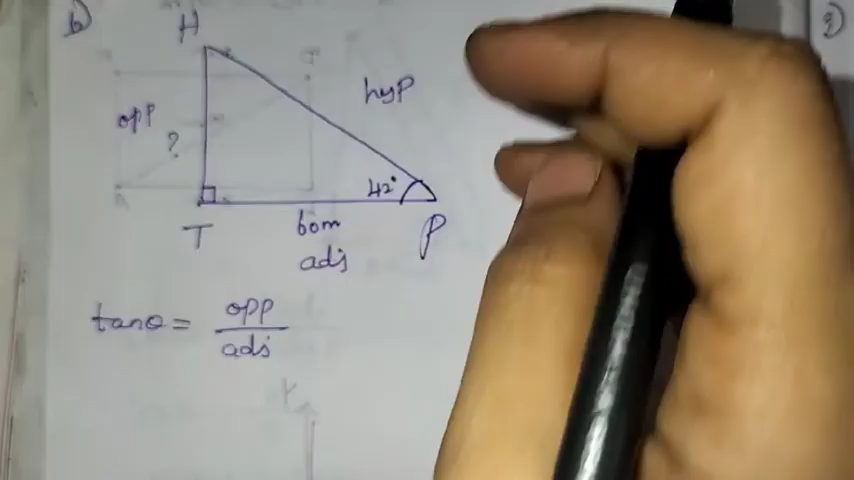 b)
H
hyp
opp
?
42°
T
60m
P
adj
tanθ = opp
adj